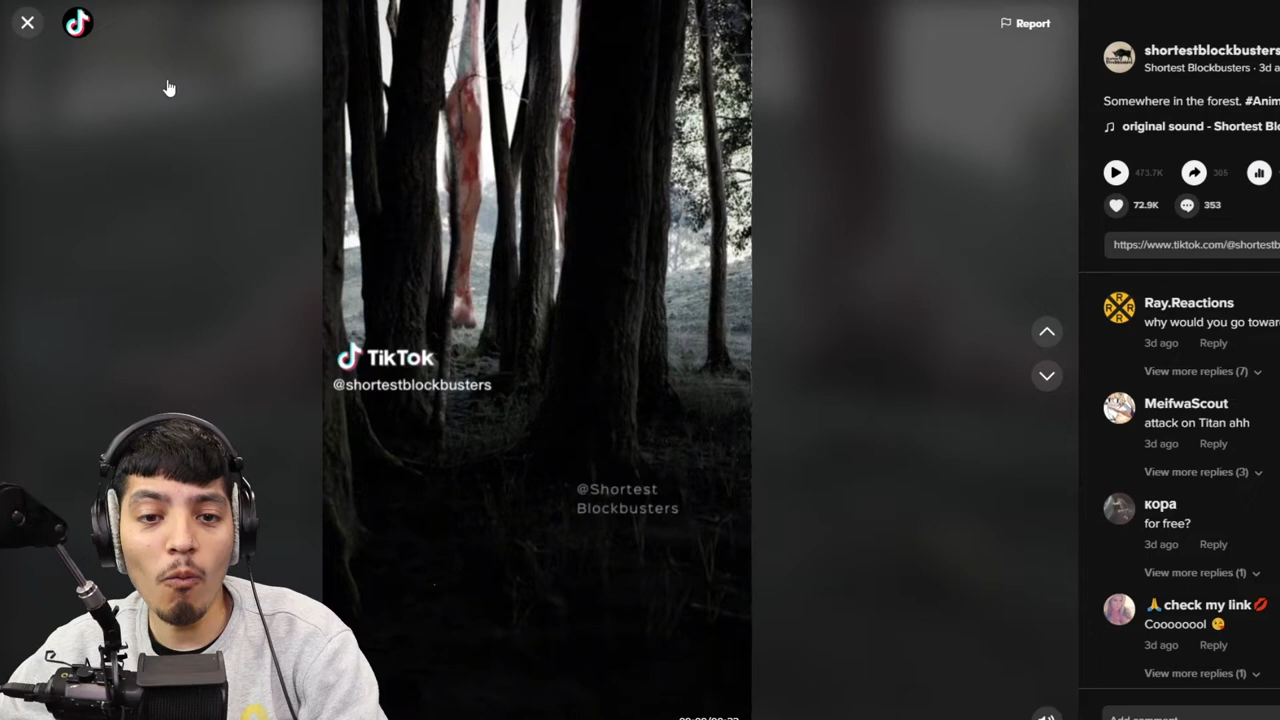 Report
shortestblockbusters
Shortest Blockbusters · 3d a
Somewhere in the forest. #Anim
original sound - Shortest Bl
473.7K
305
72.9K
353
https://www.tiktok.com/@shortestb
TikTok
@shortestblockbusters
@Shortest
Blockbusters
Ray.Reactions
why would you go towar
3d ago Reply
View more replies (7)
MeifwaScout
attack on Titan ahh
3d ago Reply
View more replies (3)
кора
for free?
3d ago Reply
View more replies (1)
🙏check my link💋
Cooooooool 😘
3d ago Reply
View more replies (1)